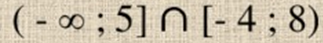 ( - ∞ ; 5] ∩ [- 4 ; 8)